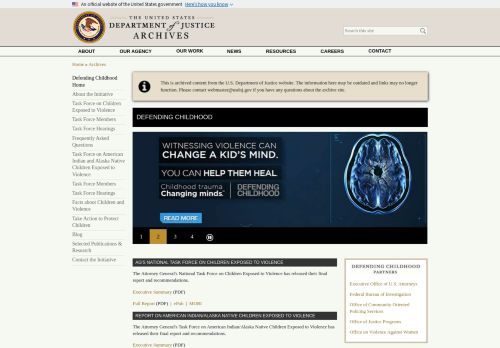 An official website of the United States government Here's how you know
THE UNITED STATES
DEPARTMENT of JUSTICE
ARCHIVES
Search this site
ABOUT
OUR AGENCY
OUR WORK
NEWS
RESOURCES
CAREERS
CONTACT
Home » Archives
Defending Childhood
Home
About the Initiative
Task Force on Children
Exposed to Violence
Task Force Members
Task Force Hearings
Frequently Asked
Questions
Task Force on American
Indian and Alaska Native
Children Exposed to
Violence
Task Force Members
Task Force Hearings
Facts about Children and
Violence
Take Action to Protect
Children
Blog
Selected Publications &
Research
Contact the Initiative
This is archived content from the U.S. Department of Justice website. The information here may be outdated and links may no longer
function. Please contact webmaster@usdoj.gov if you have any questions about the archive site.
DEFENDING CHILDHOOD
WITNESSING VIOLENCE CAN
CHANGE A KID'S MIND.
YOU CAN HELP THEM HEAL.
Childhood trauma
Changing minds.
DEFENDING
CHILDHOOD
READ MORE
1 2 3 4
AG'S NATIONAL TASK FORCE ON CHILDREN EXPOSED TO VIOLENCE
The Attorney General's National Task Force on Children Exposed to Violence has released their final
report and recommendations.
Executive Summary (PDF)
Full Report (PDF) | ePub | MOBI
REPORT ON AMERICAN INDIAN/ALASKA NATIVE CHILDREN EXPOSED TO VIOLENCE
The Attorney General's Task Force on American Indian/Alaska Native Children Exposed to Violence has
released their final report and recommendations.
Executive Summary (PDF)
DEFENDING CHILDHOOD
PARTNERS
Executive Office of U.S. Attorneys
Federal Bureau of Investigation
Office of Community Oriented
Policing Services
Office of Justice Programs
Office on Violence Against Women